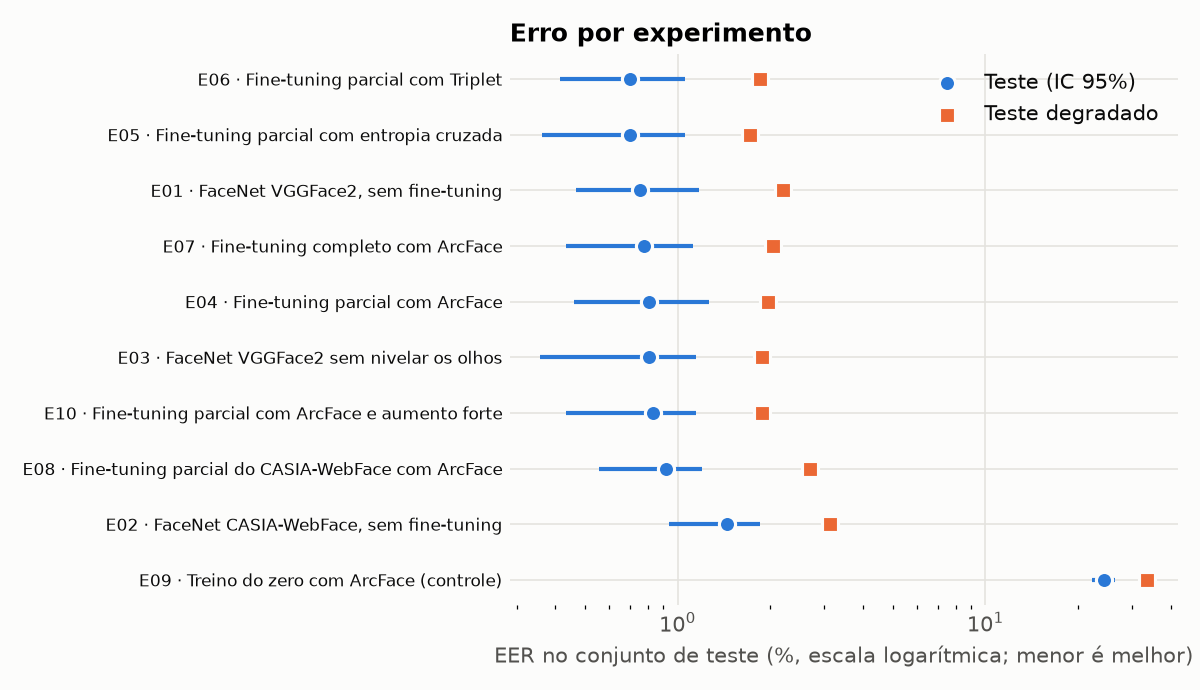 Erro por experimento
E06 · Fine-tuning parcial com Triplet
E05 · Fine-tuning parcial com entropia cruzada
E01 · FaceNet VGGFace2, sem fine-tuning
E07 · Fine-tuning completo com ArcFace
E04 · Fine-tuning parcial com ArcFace
E03 · FaceNet VGGFace2 sem nivelar os olhos
E10 · Fine-tuning parcial com ArcFace e aumento forte
E08 · Fine-tuning parcial do CASIA-WebFace com ArcFace
E02 · FaceNet CASIA-WebFace, sem fine-tuning
E09 · Treino do zero com ArcFace (controle)
Teste (IC 95%)
Teste degradado
10⁰ 10¹
EER no conjunto de teste (%, escala logarítmica; menor é melhor)